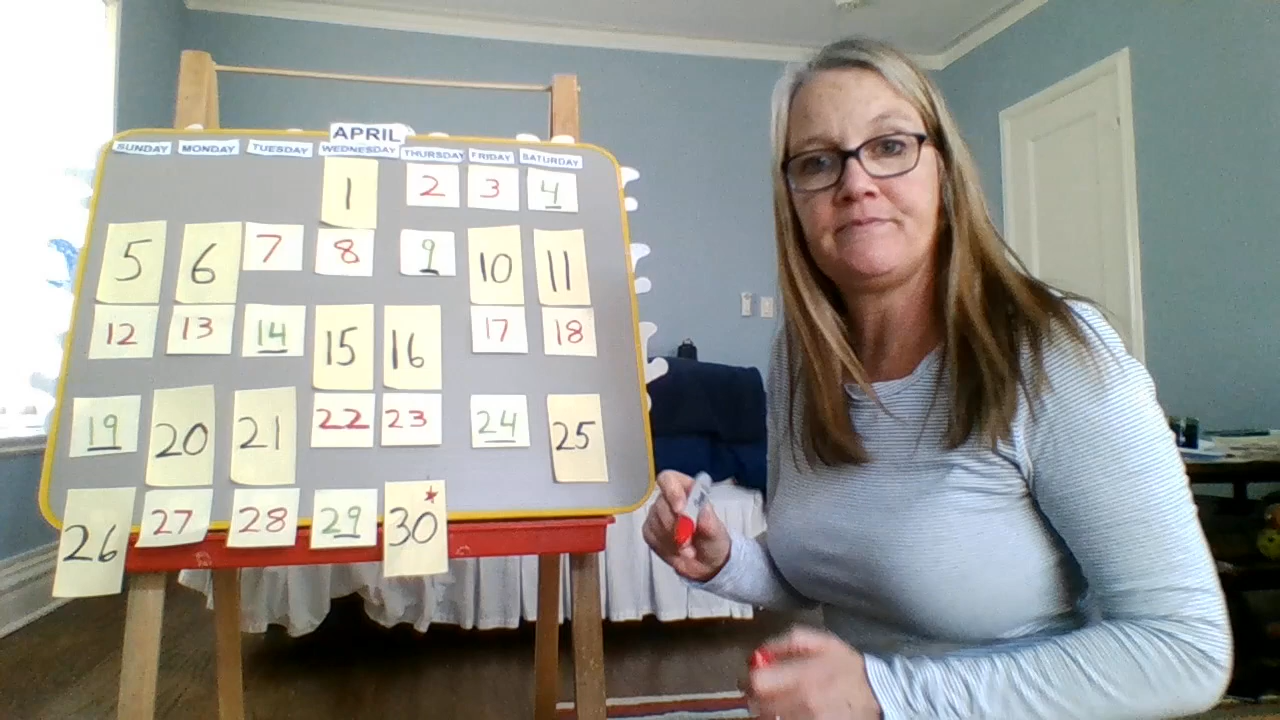 APRIL
SUNDAY MONDAY TUESDAY WEDNESDAY THURSDAY FRIDAY SATURDAY
1 2 3 4
5 6 7 8 9 10 11
12 13 14 15 16 17 18
19 20 21 22 23 24 25
26 27 28 29 30